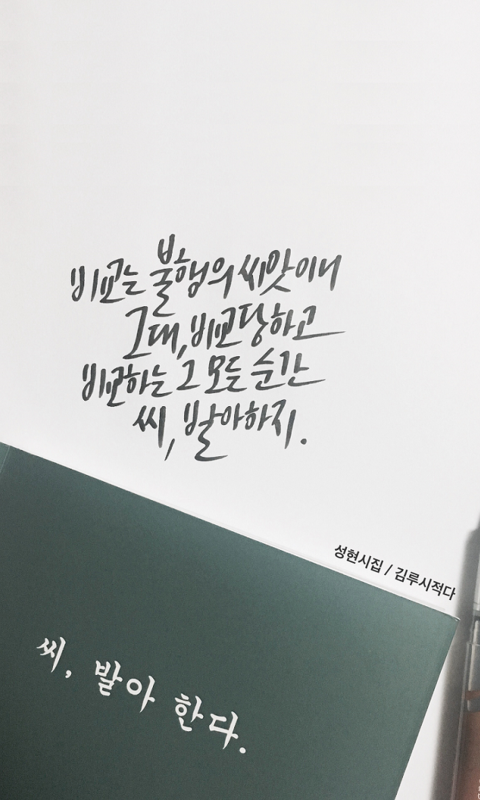 비교는 불행의 씨앗이니
그대, 비교당하고
비교하는 그 모든 순간
씨, 발아하지.
성현시집 / 김루시적다
씨, 발아 한다.